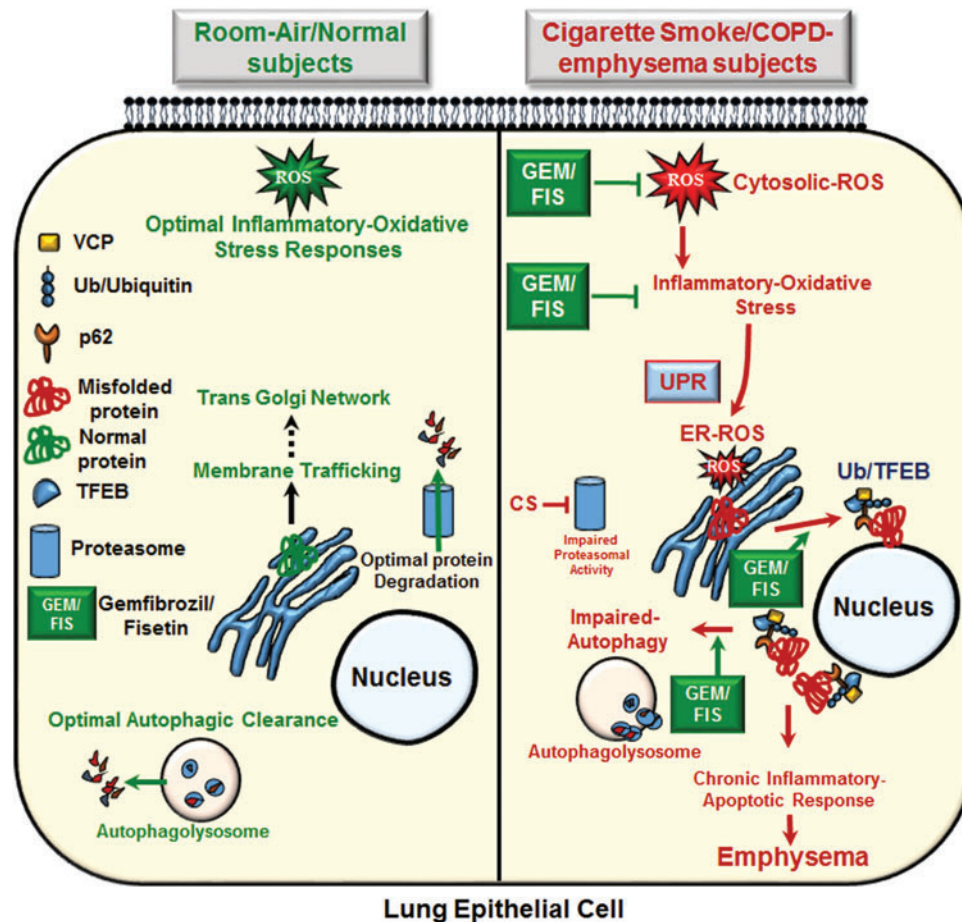 Room-Air/Normal
subjects
Cigarette Smoke/COPD-
emphysema subjects
ROS
Optimal Inflammatory-Oxidative
Stress Responses
VCP
Ub/Ubiquitin
p62
Misfolded
protein
Normal
protein
TFEB
Proteasome
GEM/
FIS
Gemfibrozil/
Fisetin
Trans Golgi Network
Membrane Trafficking
Optimal protein
Degradation
Nucleus
Optimal Autophagic Clearance
Autophagolysosome
GEM/
FIS
ROS
Cytosolic-ROS
GEM/
FIS
Inflammatory-Oxidative
Stress
UPR
ER-ROS
ROS
Ub/TFEB
CS
Impaired
Proteasomal
Activity
GEM/
FIS
Nucleus
Impaired-
Autophagy
GEM/
FIS
Autophagolysosome
Chronic Inflammatory-
Apoptotic Response
Emphysema
Lung Epithelial Cell